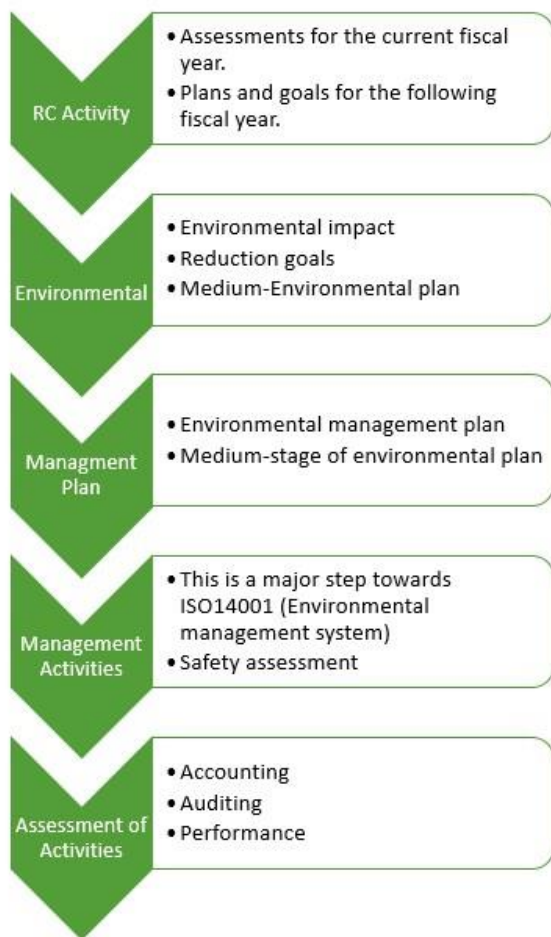 RC Activity
• Assessments for the current fiscal
year.
• Plans and goals for the following
fiscal year.
Environmental
• Environmental impact
• Reduction goals
• Medium-Environmental plan
Managment
Plan
• Environmental management plan
• Medium-stage of environmental plan
Management
Activities
• This is a major step towards
ISO14001 (Environmental
management system)
• Safety assessment
Assessment of
Activities
• Accounting
• Auditing
• Performance